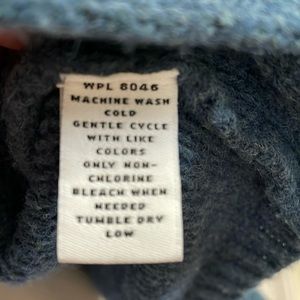 WPL 8046
MACHINE WASH
COLD
GENTLE CYCLE
WITH LIKE
COLORS
ONLY NON-
CHLORINE
BLEACH WHEN
NEEDED
TUMBLE DRY
LOW